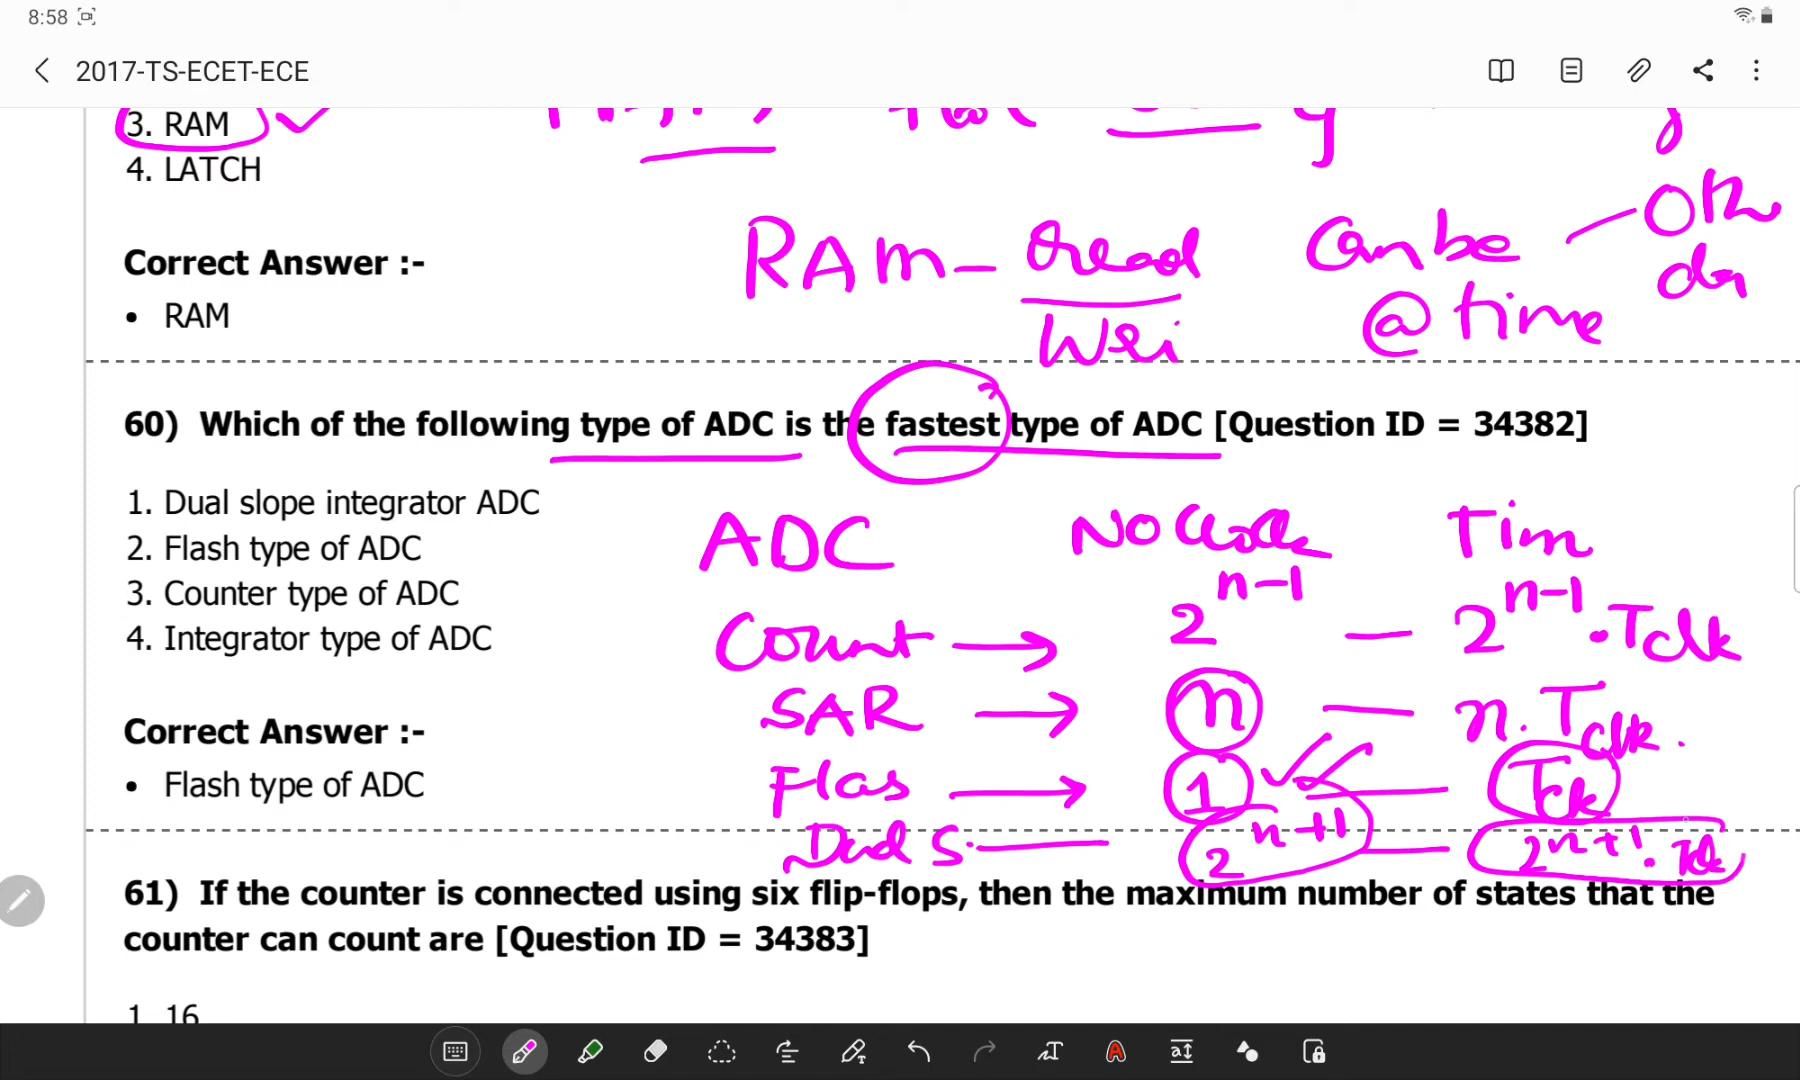 8:58
2017-TS-ECET-ECE
3. RAM
4. LATCH
RAM - read
Can be
Correct Answer :-
• RAM
Wri
@ time
60) Which of the following type of ADC is the fastest type of ADC [Question ID = 34382]
1. Dual slope integrator ADC
2. Flash type of ADC
3. Counter type of ADC
4. Integrator type of ADC
ADC No Clock Tim
Count → 2^n-1 — 2^n-1 . Tclk
SAR → n — n. Tclk.
Correct Answer :-
• Flash type of ADC
Flas → 1 — Tclk
Dual S. — 2^n+1 — 2^n+1 . Tclk
61) If the counter is connected using six flip-flops, then the maximum number of states that the
counter can count are [Question ID = 34383]
1. 16